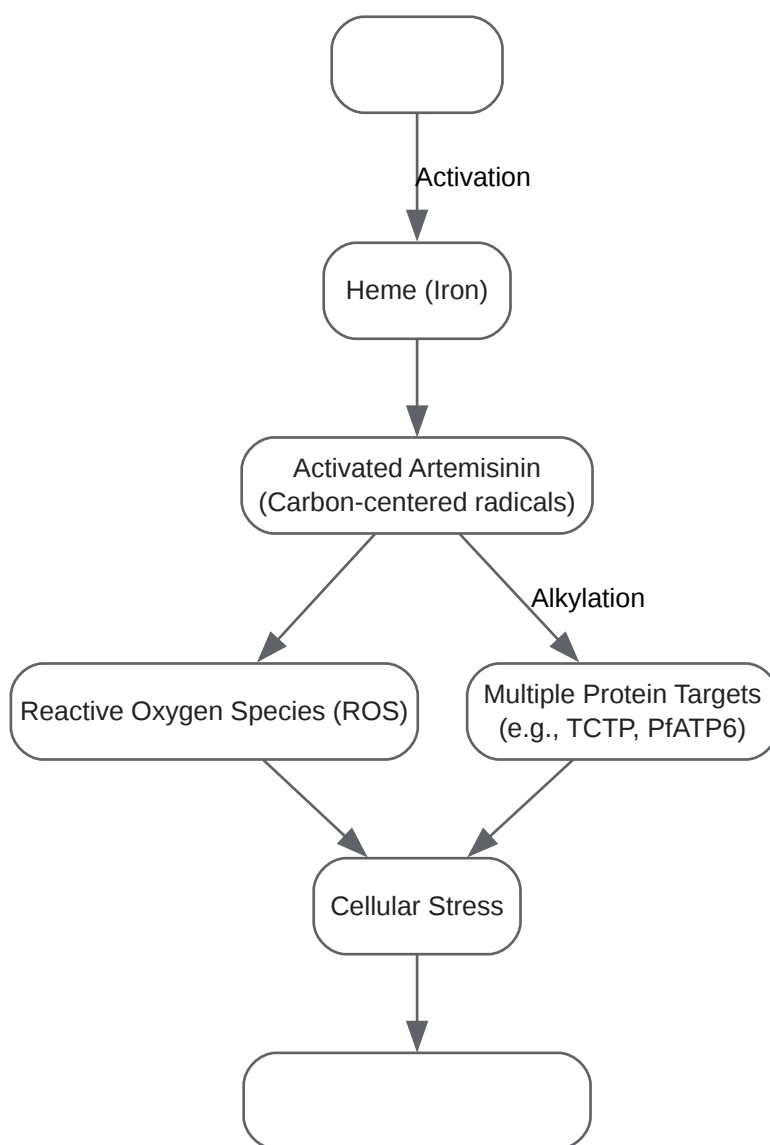 Activation
Heme (Iron)
Activated Artemisinin
(Carbon-centered radicals)
Alkylation
Reactive Oxygen Species (ROS)
Multiple Protein Targets
(e.g., TCTP, PfATP6)
Cellular Stress